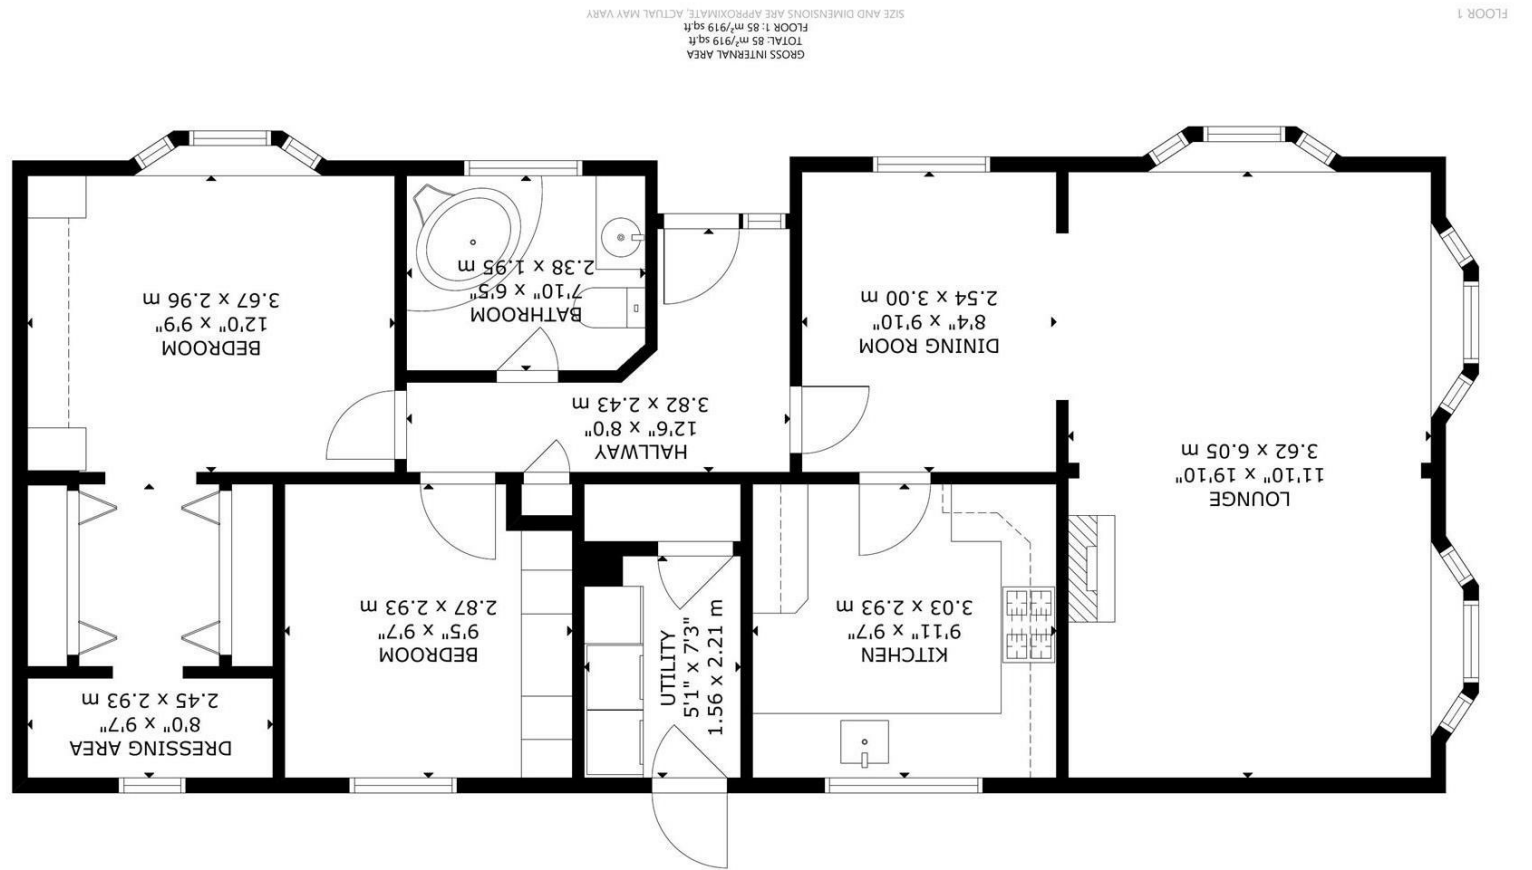 BEDROOM
12'0" x 9'9"
3.67 x 2.96 m
BATHROOM
7'10" x 6'5"
2.38 x 1.95 m
DINING ROOM
8'4" x 9'10"
2.54 x 3.00 m
HALLWAY
12'6" x 8'0"
3.82 x 2.43 m
LOUNGE
11'10" x 19'10"
3.62 x 6.05 m
BEDROOM
9'5" x 9'7"
2.87 x 2.93 m
UTILITY
5'1" x 7'3"
1.56 x 2.21 m
KITCHEN
9'11" x 9'7"
3.03 x 2.93 m
DRESSING AREA
8'0" x 9'7"
2.45 x 2.93 m
GROSS INTERNAL AREA
TOTAL: 85 m²/919 sq.ft
FLOOR 1: 85 m²/919 sq.ft
SIZE AND DIMENSIONS ARE APPROXIMATE, ACTUAL MAY VARY
FLOOR 1